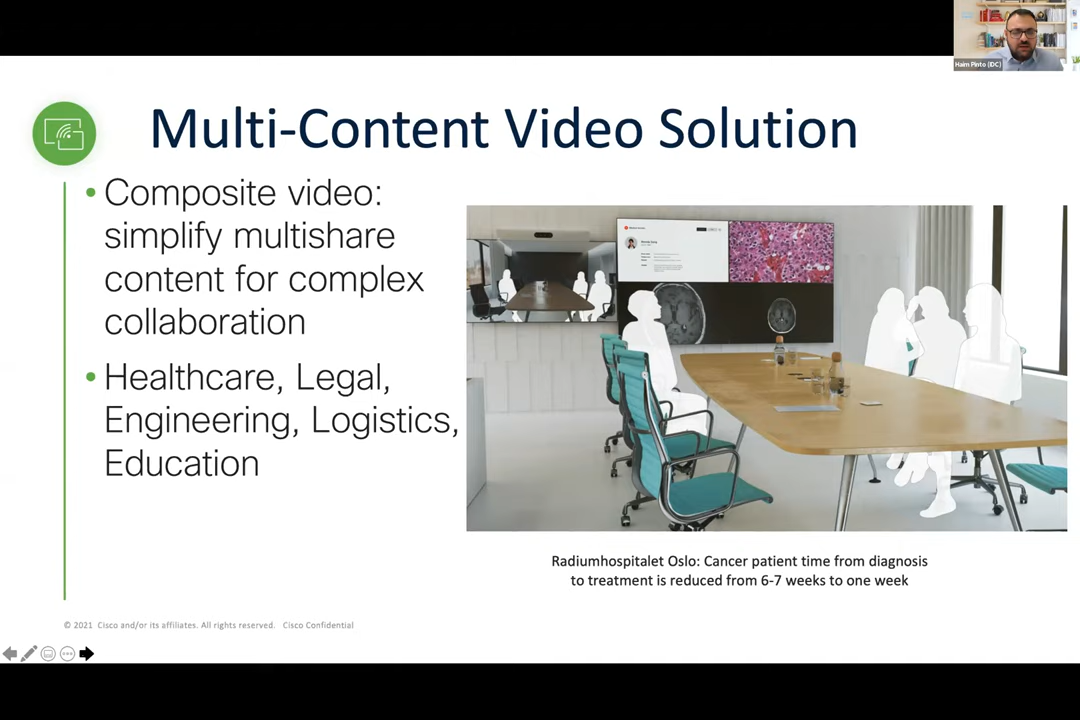 Haim Pinto (IDC)
Multi-Content Video Solution
• Composite video:
simplify multishare
content for complex
collaboration
• Healthcare, Legal,
Engineering, Logistics,
Education
Radiumhospitalet Oslo: Cancer patient time from diagnosis
to treatment is reduced from 6-7 weeks to one week
© 2021 Cisco and/or its affiliates. All rights reserved. Cisco Confidential